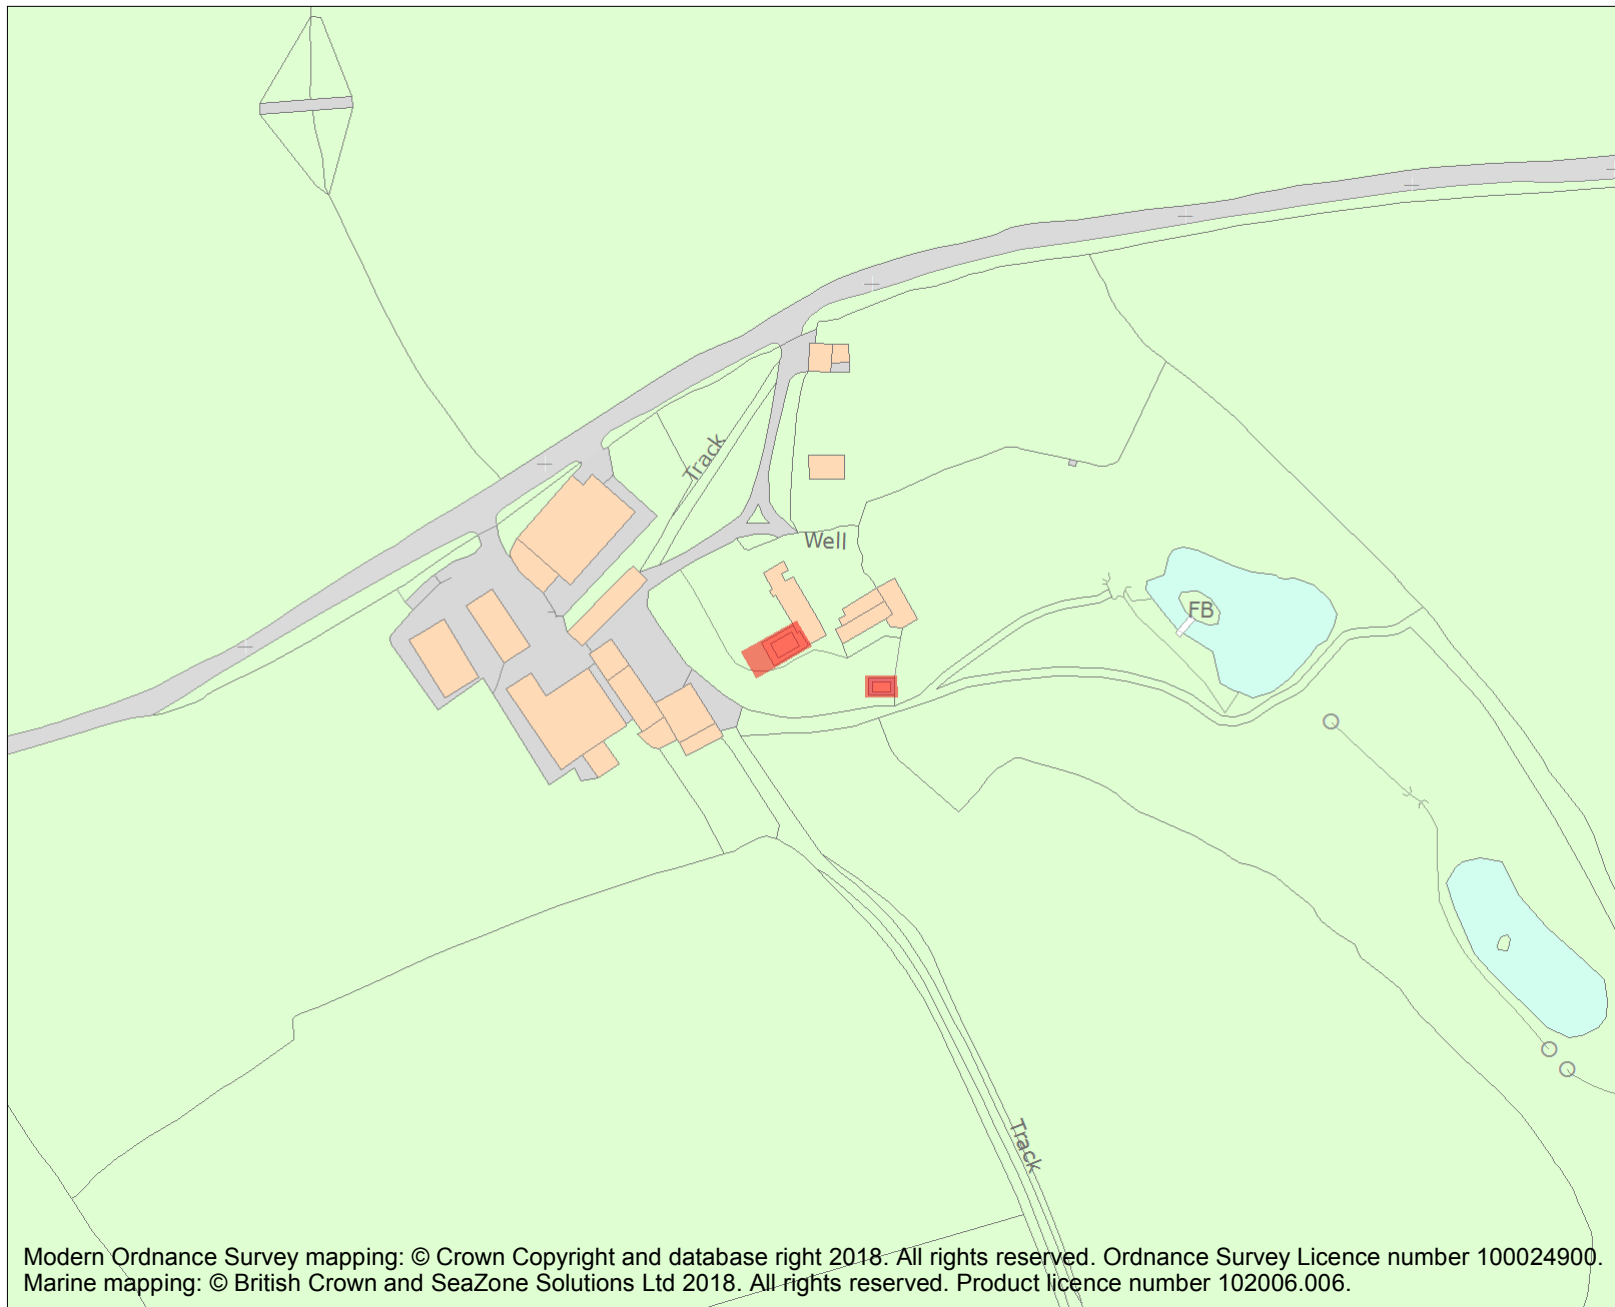 Track
Well
FB
Track
Modern Ordnance Survey mapping: © Crown Copyright and database right 2018. All rights reserved. Ordnance Survey Licence number 100024900.
Marine mapping: © British Crown and SeaZone Solutions Ltd 2018. All rights reserved. Product licence number 102006.006.